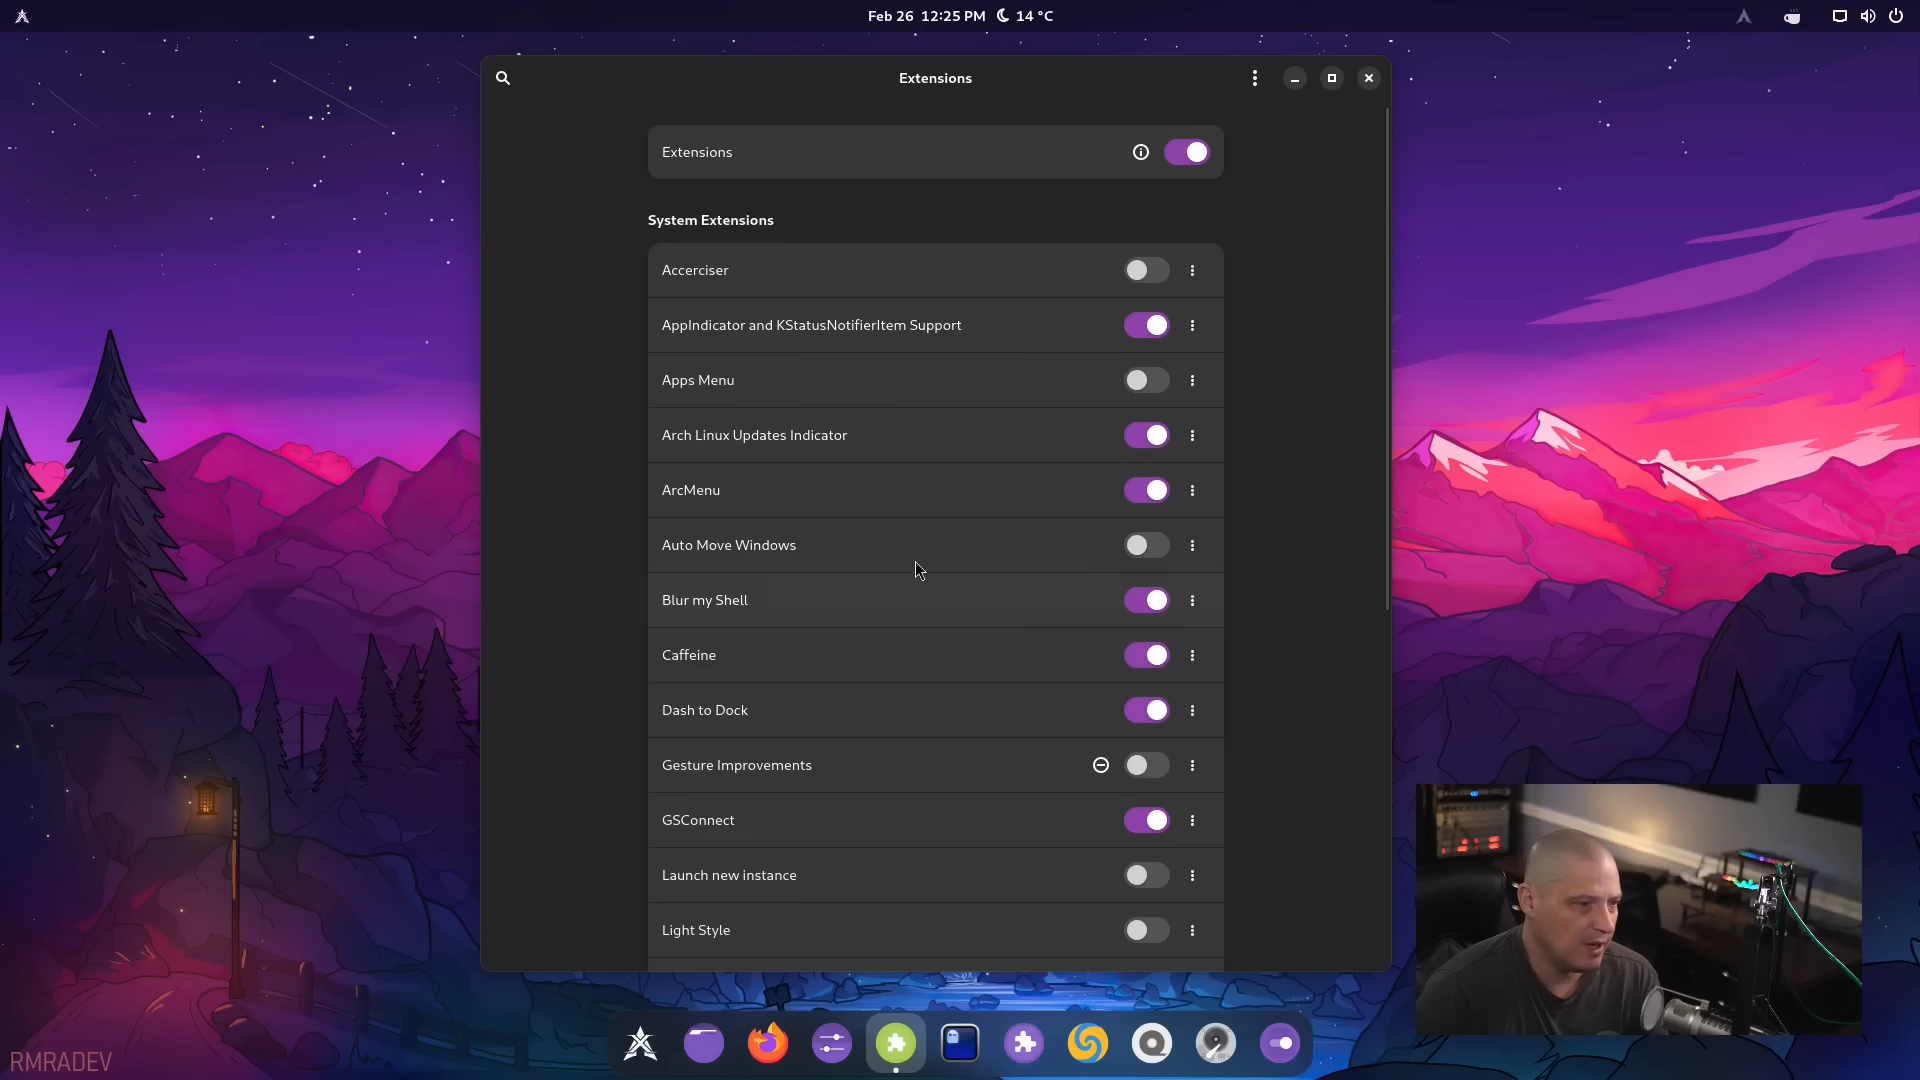 Feb 26 12:25 PM 14 °C
Extensions
Extensions
System Extensions
Accerciser
AppIndicator and KStatusNotifierItem Support
Apps Menu
Arch Linux Updates Indicator
ArcMenu
Auto Move Windows
Blur my Shell
Caffeine
Dash to Dock
Gesture Improvements
GSConnect
Launch new instance
Light Style
RMRADEV